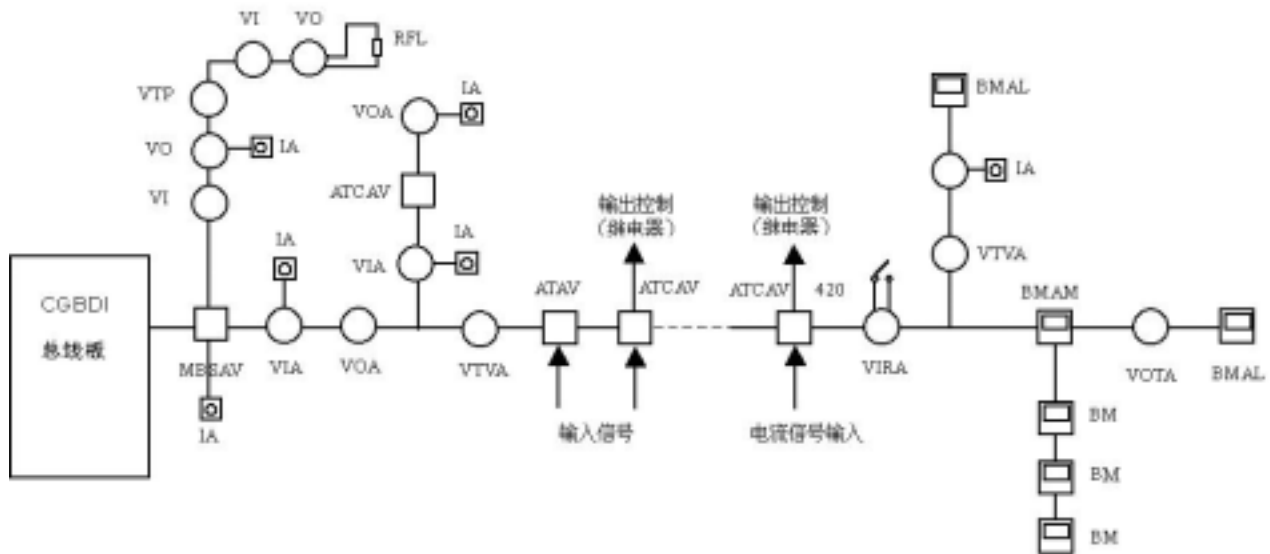 VI
VO
RFL
VTP
VO
IA
VI
VOA
IA
ATCAV
VIA
IA
IA
BMAL
IA
VTVA
输出控制
(继电器)
输出控制
(继电器)
CGBDI
总线板
MBSAV
IA
VIA
VOA
VTVA
ATAV
ATCAV
ATCAV 420
VIRA
BMAM
VOTA
BMAL
输入信号
电流信号输入
BM
BM
BM